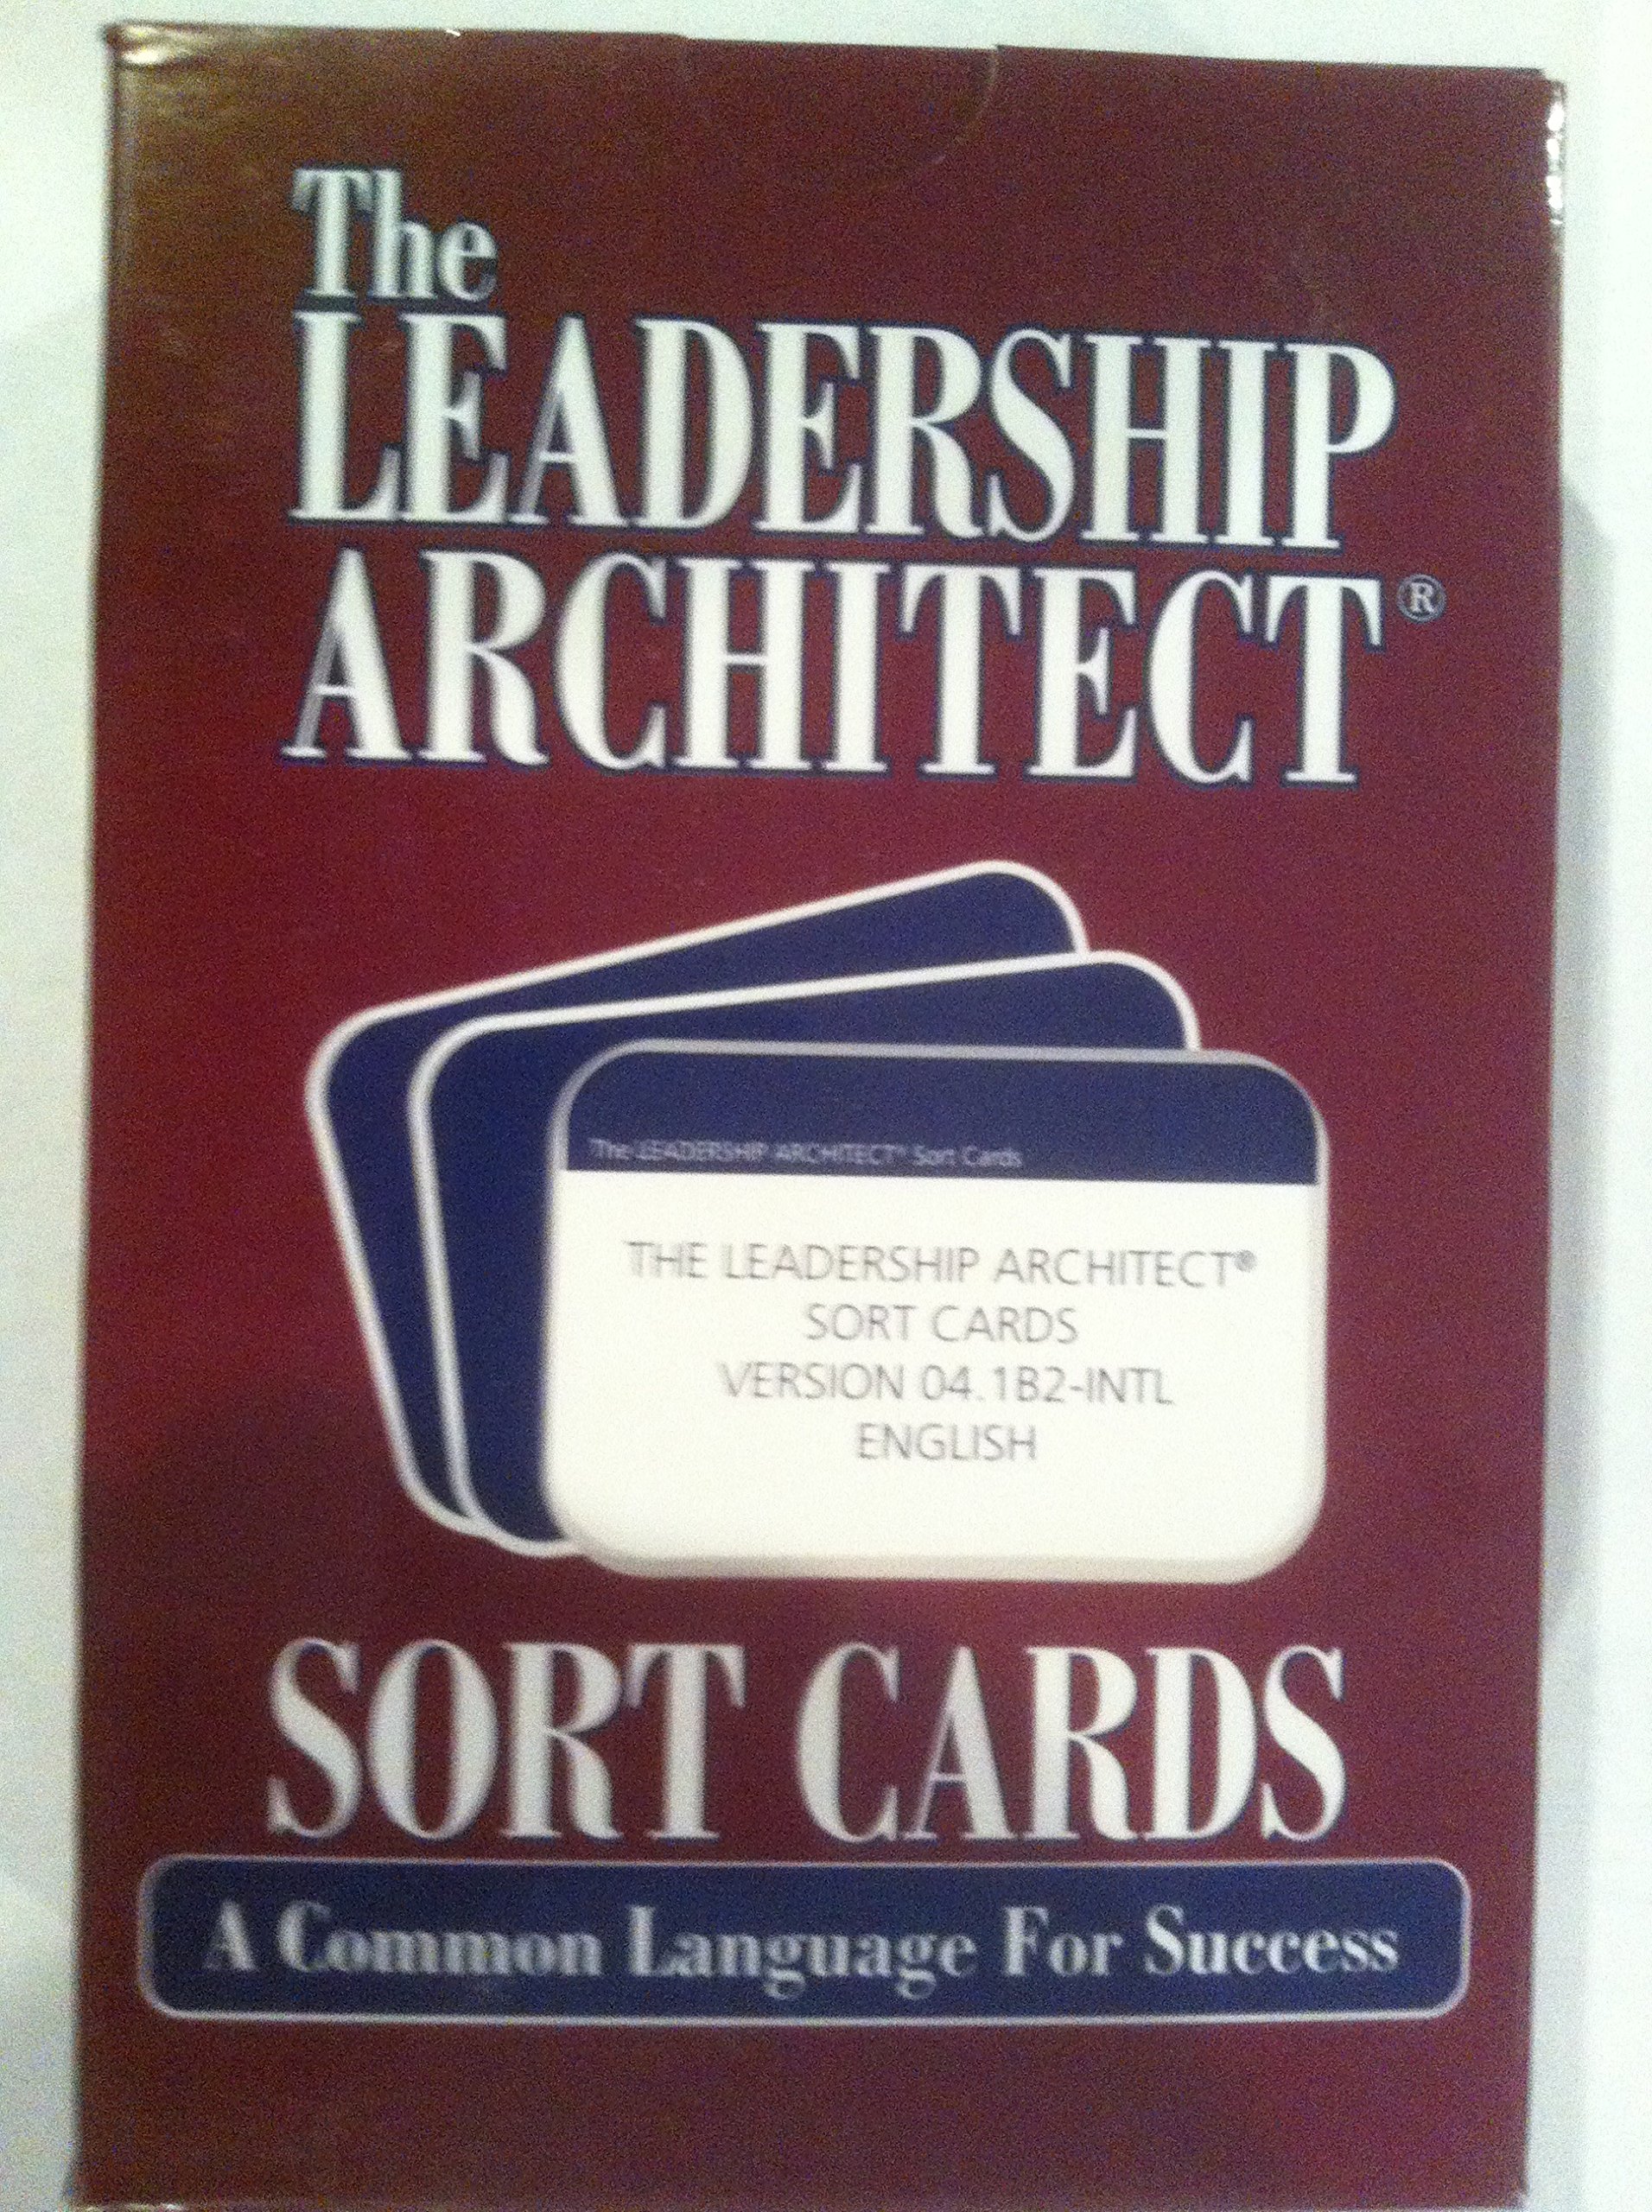 The
LEADERSHIP
ARCHITECT®
The LEADERSHIP ARCHITECT® Sort Cards
THE LEADERSHIP ARCHITECT®
SORT CARDS
VERSION 04.1B2-INTL
ENGLISH
SORT CARDS
A Common Language For Success